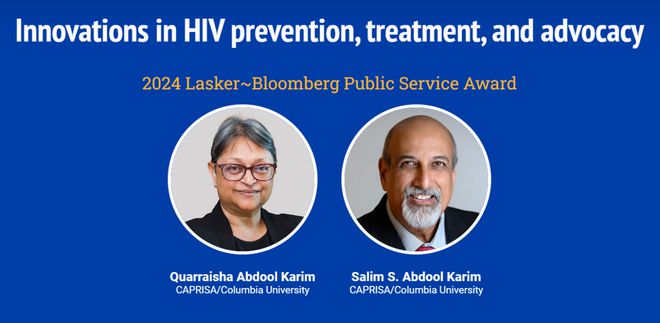 Innovations in HIV prevention, treatment, and advocacy
2024 Lasker~Bloomberg Public Service Award
Quarraisha Abdool Karim
CAPRISA/Columbia University
Salim S. Abdool Karim
CAPRISA/Columbia University